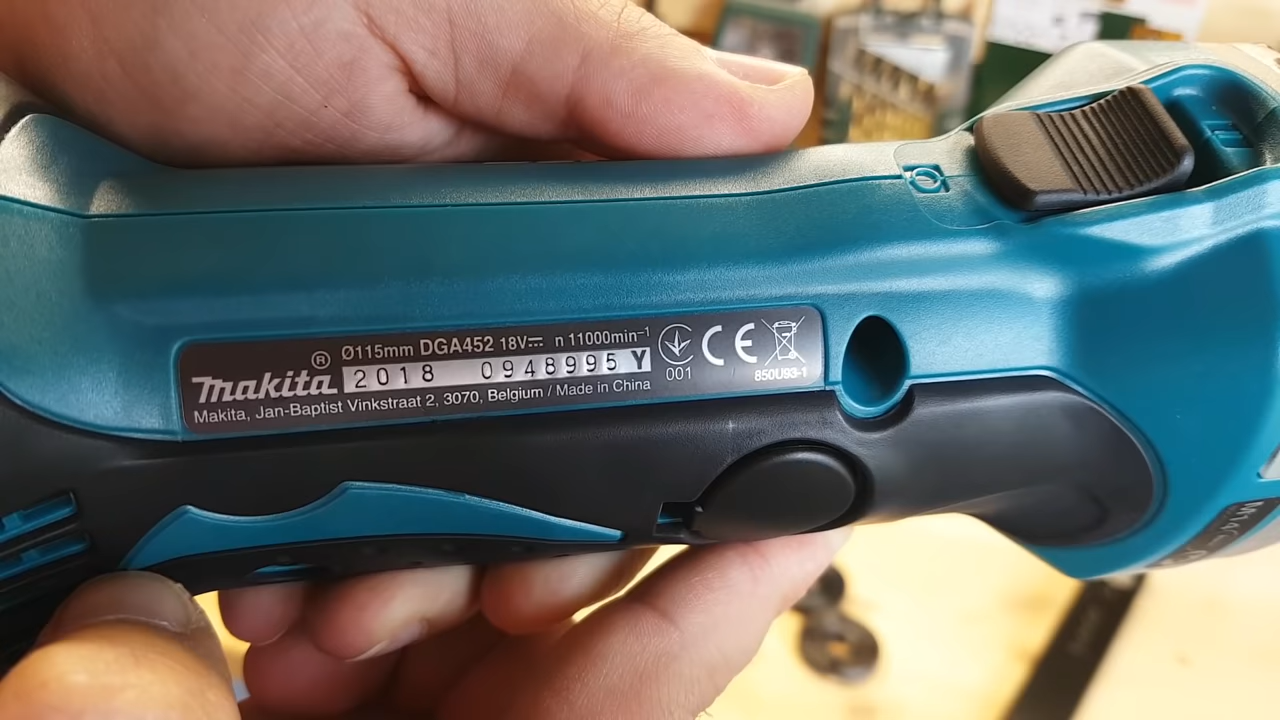 Ø115mm DGA452 18V⎓ n 11000min⁻¹
makita® 2018 0948995 Y
Makita, Jan-Baptist Vinkstraat 2, 3070, Belgium / Made in China
001
CE
850U93-1